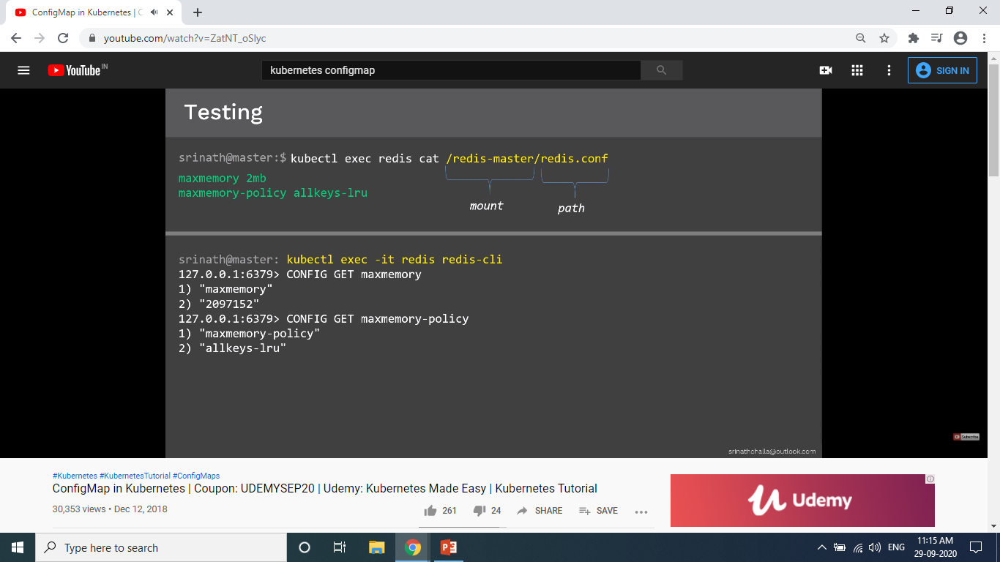 ConfigMap in Kubernetes | C
youtube.com/watch?v=ZatNT_oSlyc
YouTube IN
kubernetes configmap
SIGN IN
Testing
srinath@master:$ kubectl exec redis cat /redis-master/redis.conf
maxmemory 2mb
maxmemory-policy allkeys-lru
mount
path
srinath@master: kubectl exec -it redis redis-cli
127.0.0.1:6379> CONFIG GET maxmemory
1) "maxmemory"
2) "2097152"
127.0.0.1:6379> CONFIG GET maxmemory-policy
1) "maxmemory-policy"
2) "allkeys-lru"
Subscribe
srinathchalla@outlook.com
#Kubernetes #KubernetesTutorial #ConfigMaps
ConfigMap in Kubernetes | Coupon: UDEMYSEP20 | Udemy: Kubernetes Made Easy | Kubernetes Tutorial
30,353 views • Dec 12, 2018
261
24
SHARE
SAVE
Udemy
Type here to search
ENG
11:15 AM
29-09-2020